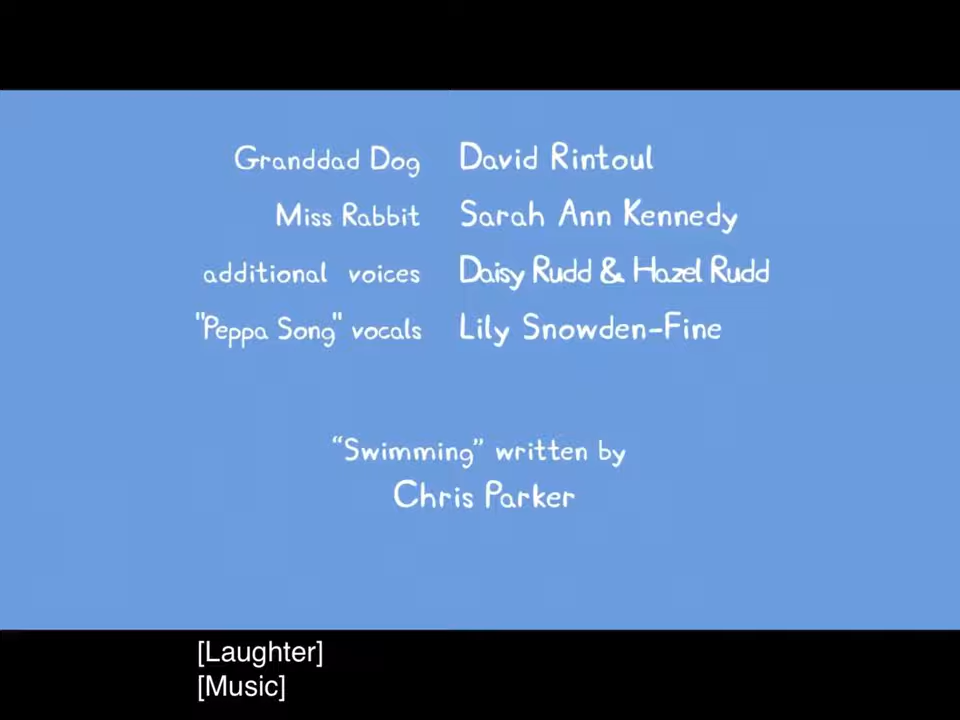 Granddad Dog David Rintoul
Miss Rabbit Sarah Ann Kennedy
additional voices Daisy Rudd & Hazel Rudd
"Peppa Song" vocals Lily Snowden-Fine
“Swimming” written by
Chris Parker
[Laughter]
[Music]